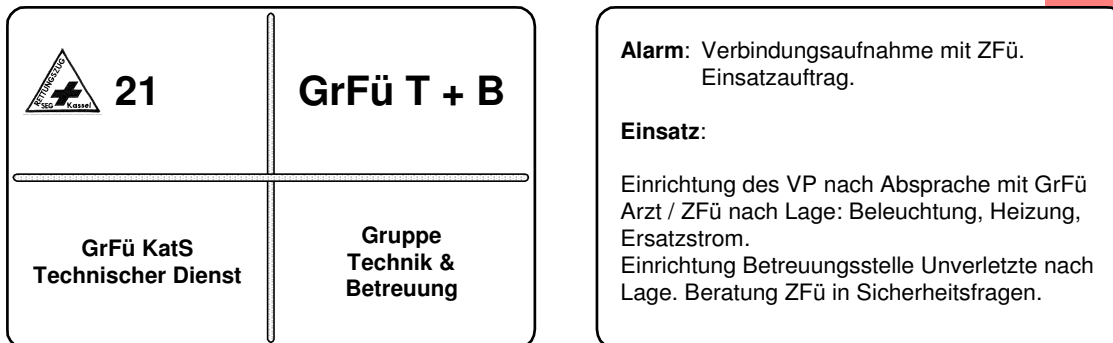 RETTUNGSZUG
SEG Kassel
21
GrFü T + B
GrFü KatS
Technischer Dienst
Gruppe
Technik &
Betreuung
Alarm: Verbindungsaufnahme mit ZFü.
Einsatzauftrag.
Einsatz:
Einrichtung des VP nach Absprache mit GrFü
Arzt / ZFü nach Lage: Beleuchtung, Heizung,
Ersatzstrom.
Einrichtung Betreuungsstelle Unverletzte nach
Lage. Beratung ZFü in Sicherheitsfragen.